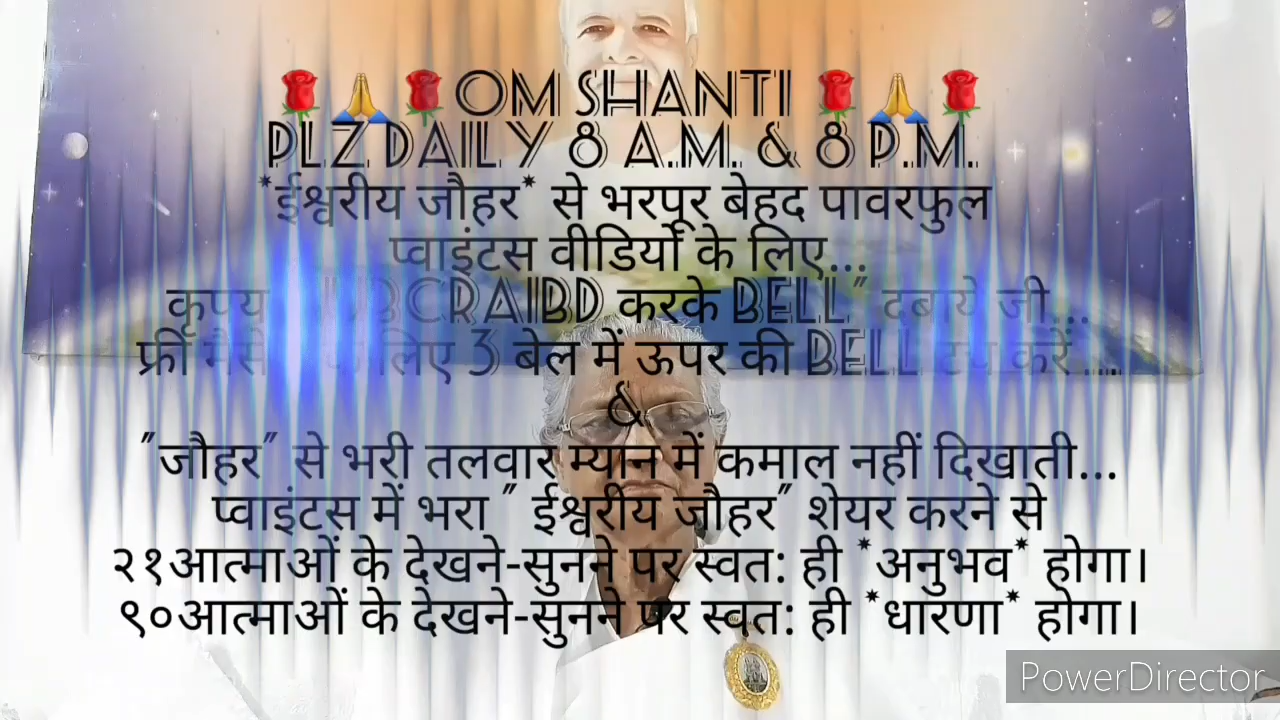 🌹🙏🌹OM SHANTI 🌹🙏🌹
PLZ DAILY 8 A.M. & 8 P.M.
*ईश्वरीय जौहर* से भरपूर बेहद पावरफुल
प्वाइंटस वीडियो के लिए...
कृप्य करके BELL" दबाये जी...
फ्री लिए 3 बेल में ऊपर की BELL टप करें....
&
"जौहर" से भरी तलवार म्यान में कमाल नहीं दिखाती...
प्वाइंटस में भरा " ईश्वरीय जौहर" शेयर करने से
२१आत्माओं के देखने-सुनने पर स्वत: ही *अनुभव* होगा।
९०आत्माओं के देखने-सुनने पर स्वत: ही *धारणा* होगा।
PowerDirector